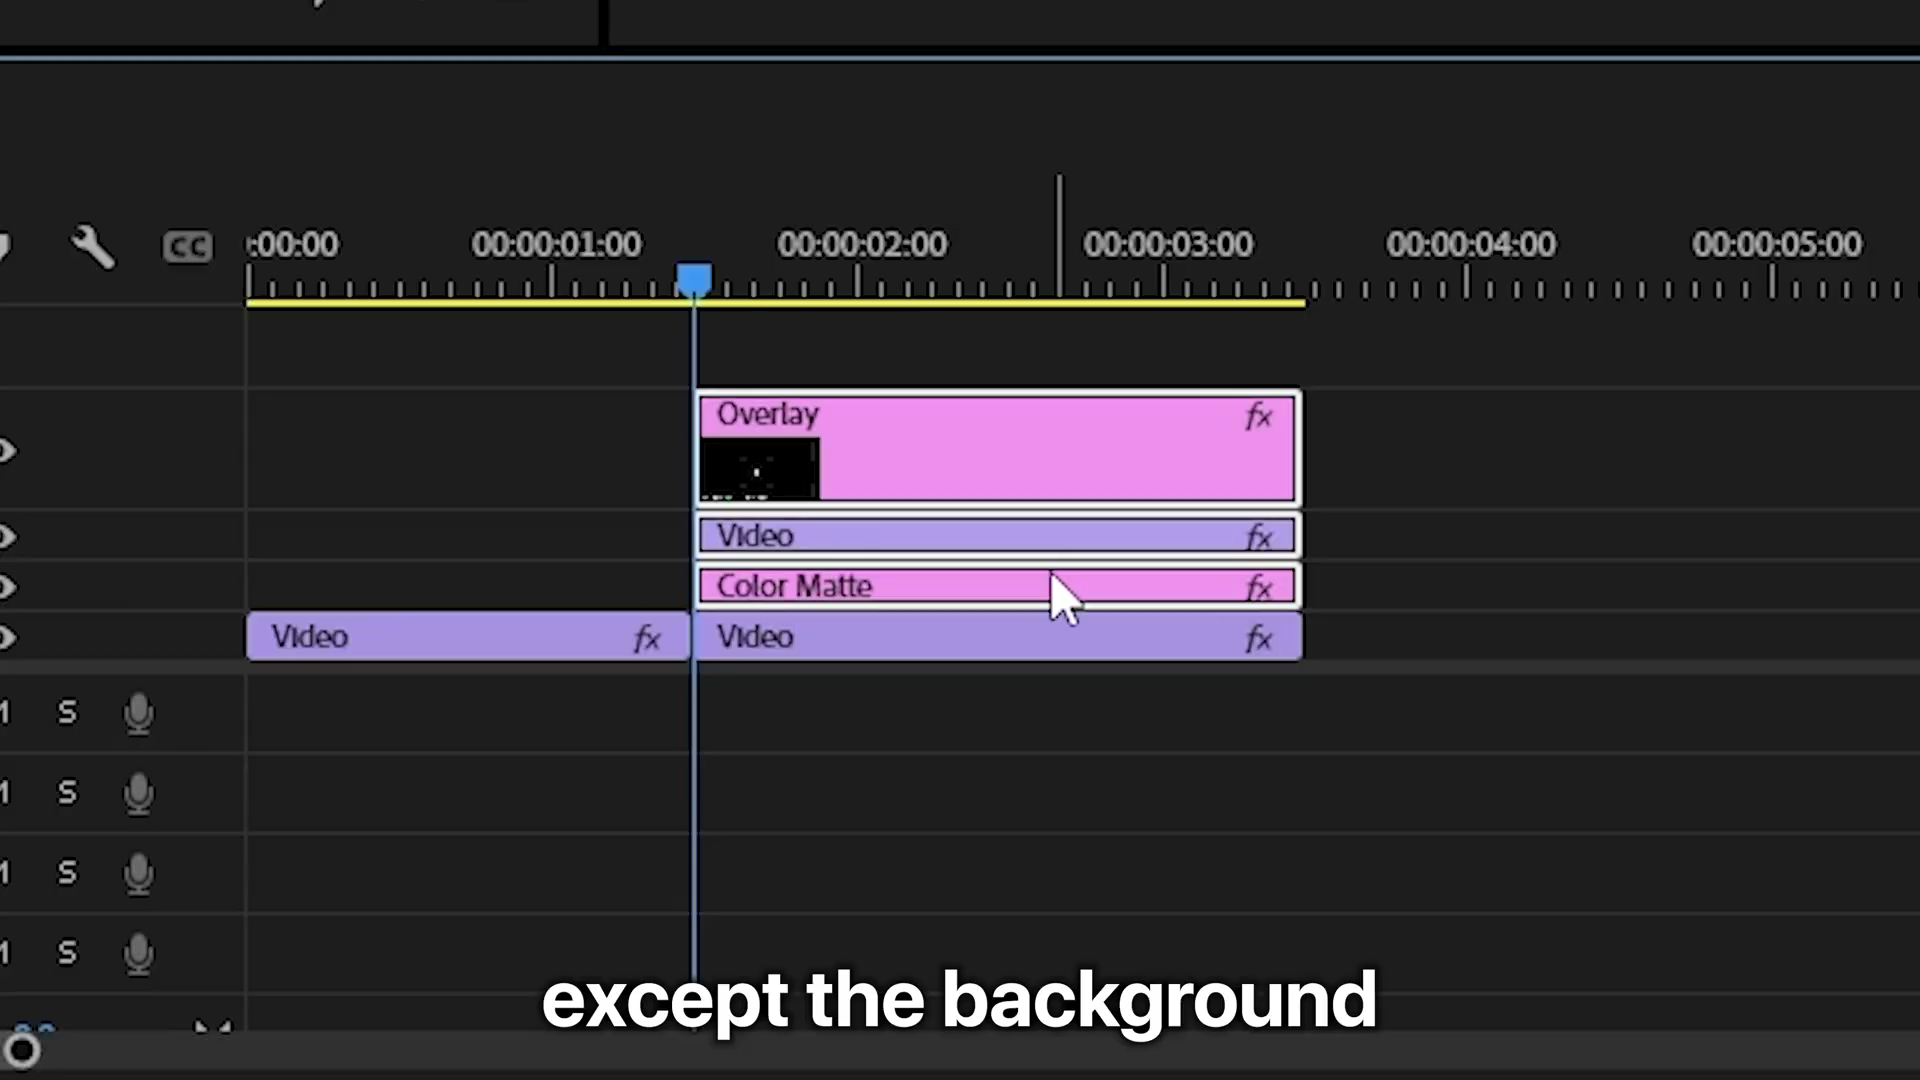 CC
:00:00 00:00:01:00 00:00:02:00 00:00:03:00 00:00:04:00 00:00:05:00
Overlay fx
Video fx
Color Matte fx
Video fx Video fx
S
S
S
S
except the background